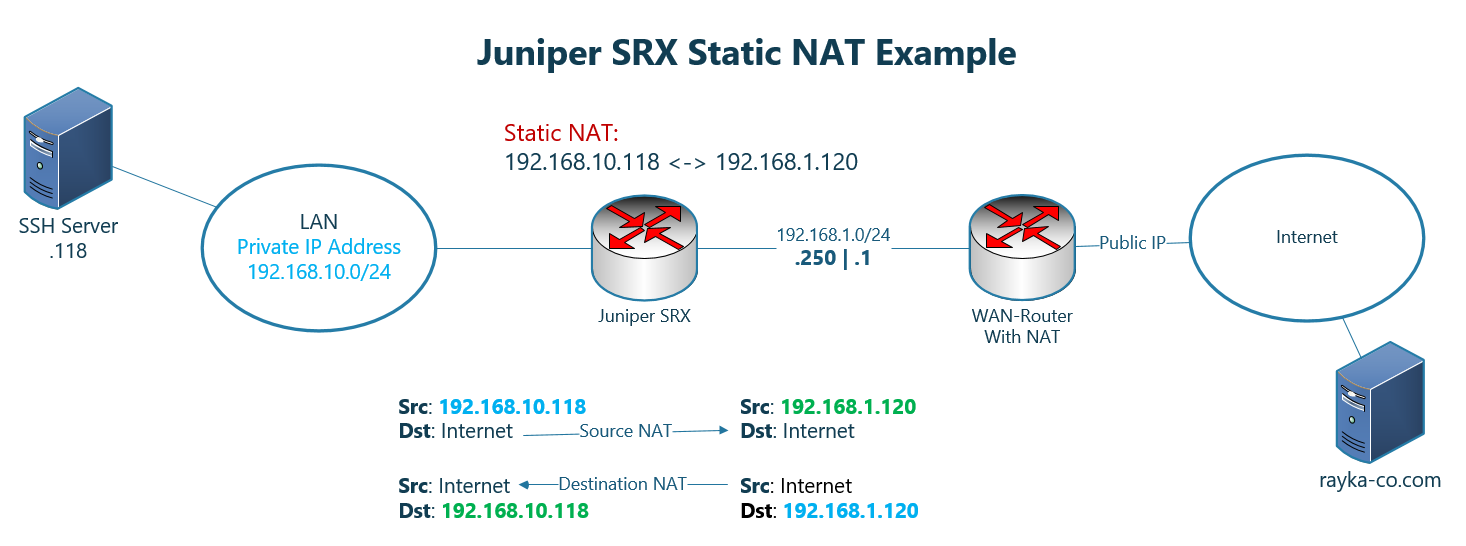 Juniper SRX Static NAT Example
Static NAT:
192.168.10.118 <-> 192.168.1.120
SSH Server
.118
LAN
Private IP Address
192.168.10.0/24
Juniper SRX
192.168.1.0/24
.250 | .1
WAN-Router
With NAT
Public IP
Internet
rayka-co.com
Src: 192.168.10.118
Dst: Internet
Source NAT
Src: 192.168.1.120
Dst: Internet
Src: Internet
Dst: 192.168.10.118
Destination NAT
Src: Internet
Dst: 192.168.1.120